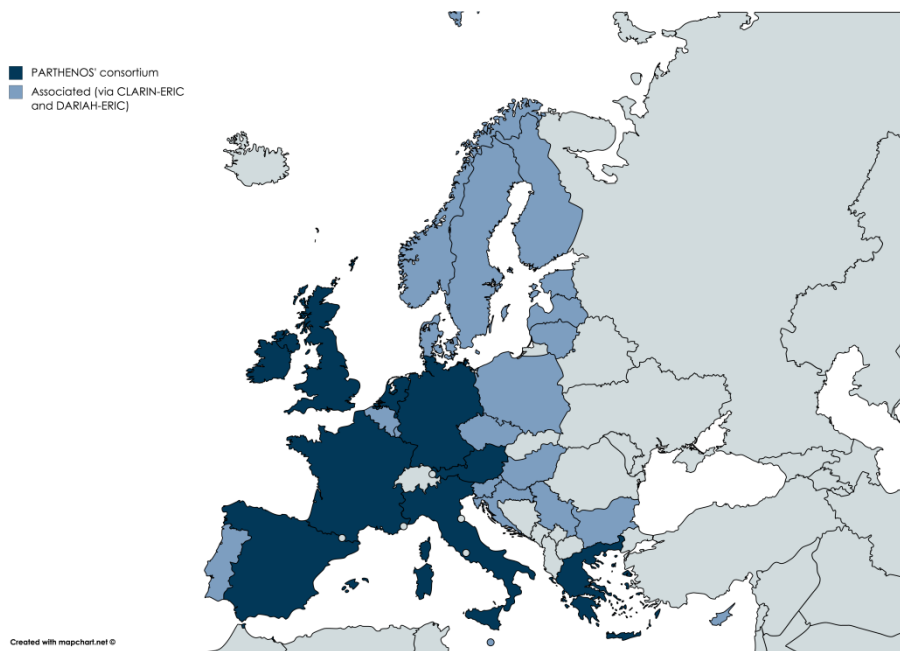 PARTHENOS' consortium
Associated (via CLARIN-ERIC
and DARIAH-ERIC)
Created with mapchart.net ©